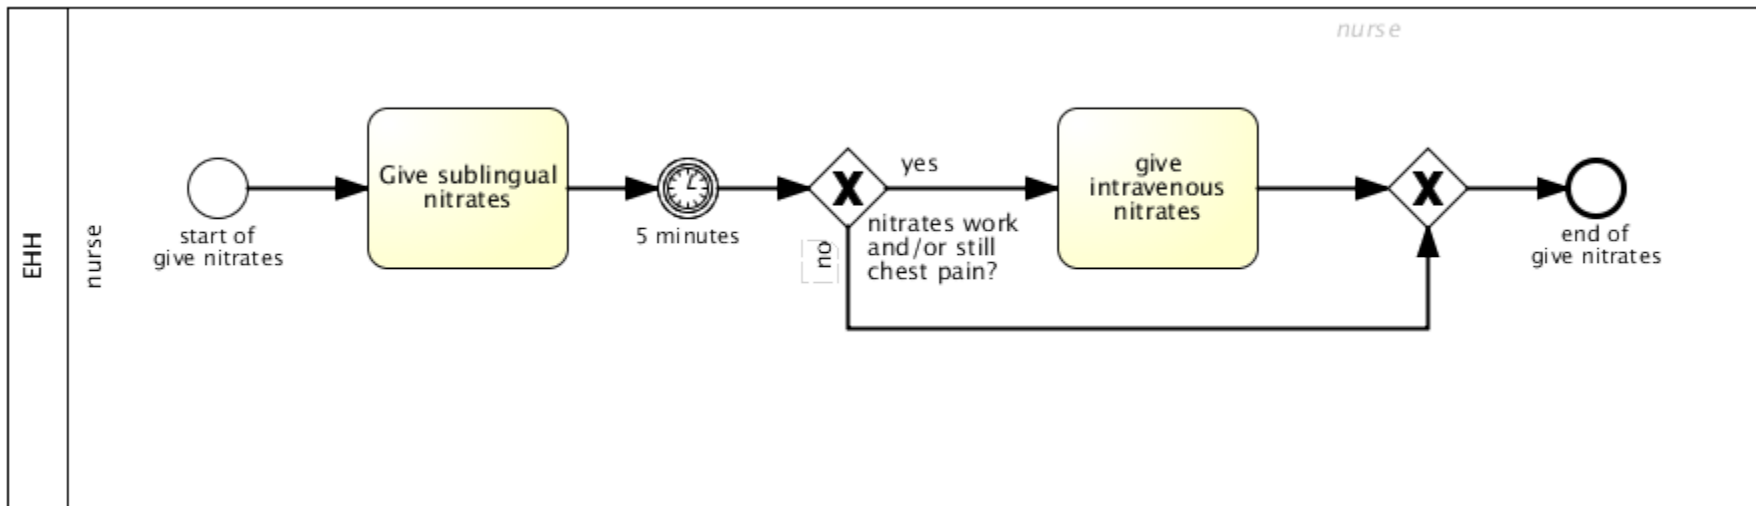 nurse
EHH
nurse
start of
give nitrates
Give sublingual
nitrates
5 minutes
yes
no
nitrates work
and/or still
chest pain?
give
intravenous
nitrates
end of
give nitrates